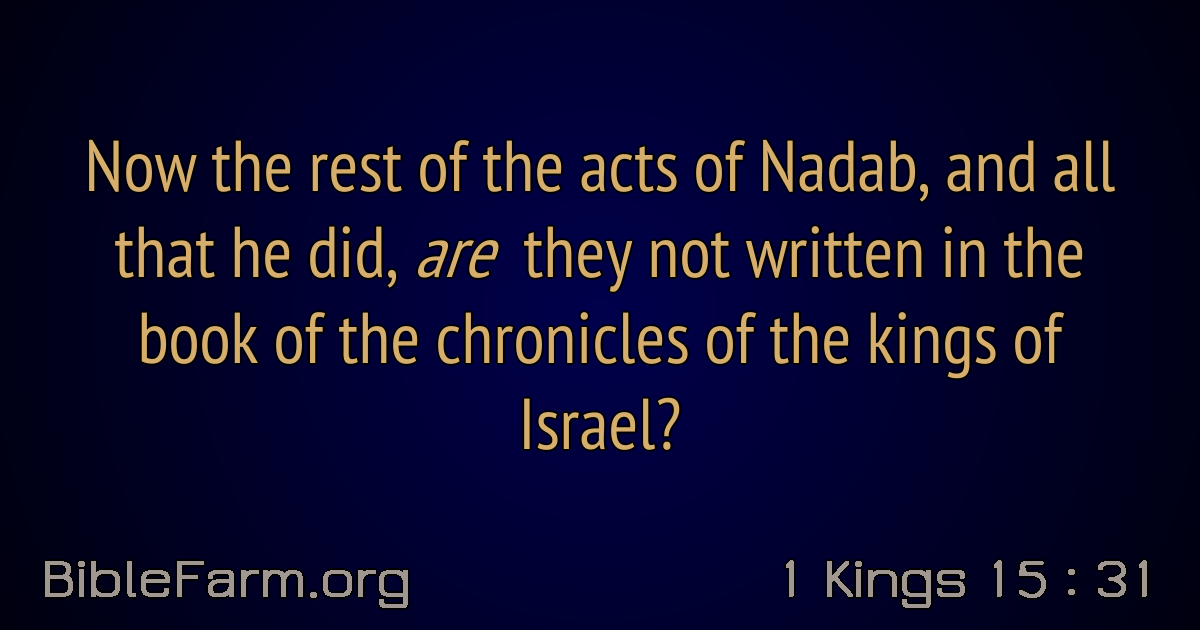 Now the rest of the acts of Nadab, and all
that he did, are they not written in the
book of the chronicles of the kings of
Israel?
BibleFarm.org
1 Kings 15 : 31